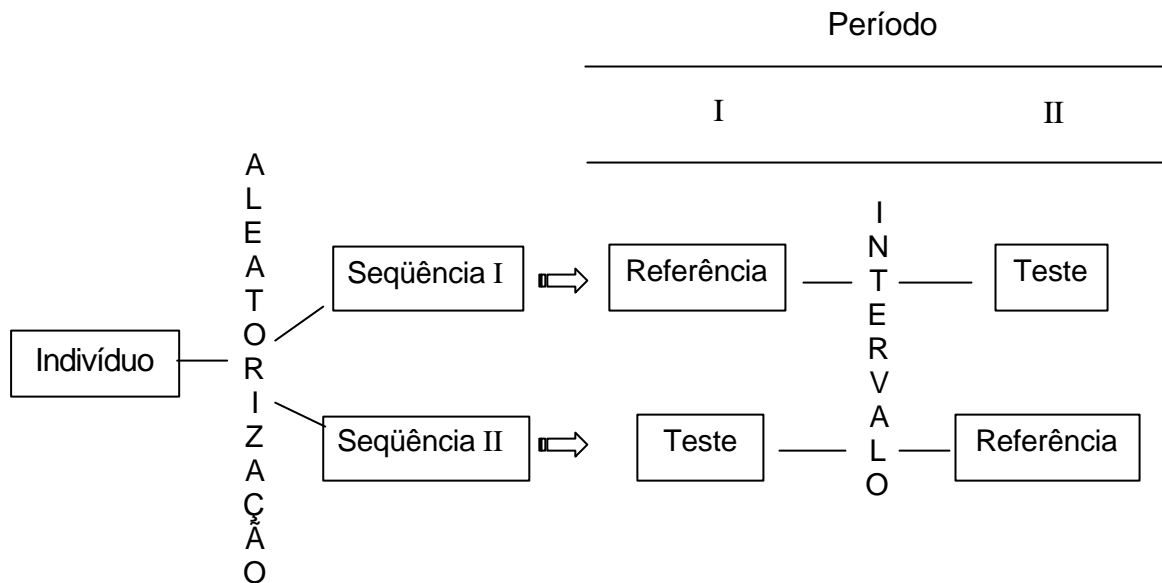 Período
I II
ALEATORIZAÇÃO
INTERVALO
Seqüência I Referência Teste
Indivíduo
Seqüência II Teste Referência